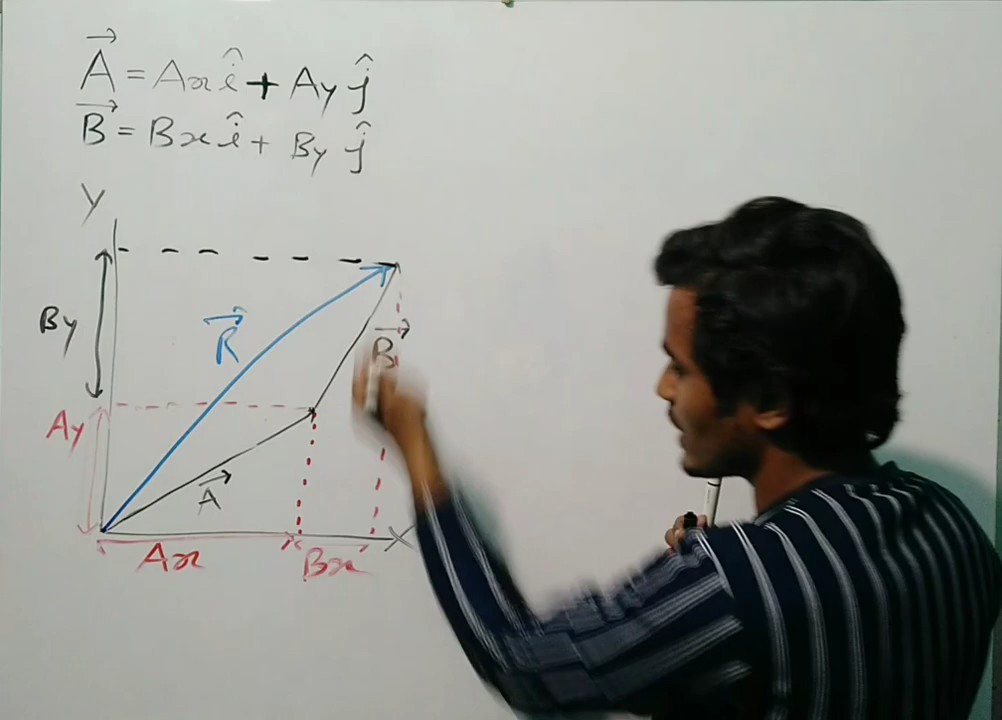 A⃗ = Ax î + Ay ĵ
B⃗ = Bx î + By ĵ
Y
By
R⃗
B⃗
Ay
A⃗
X
Ax
Bx